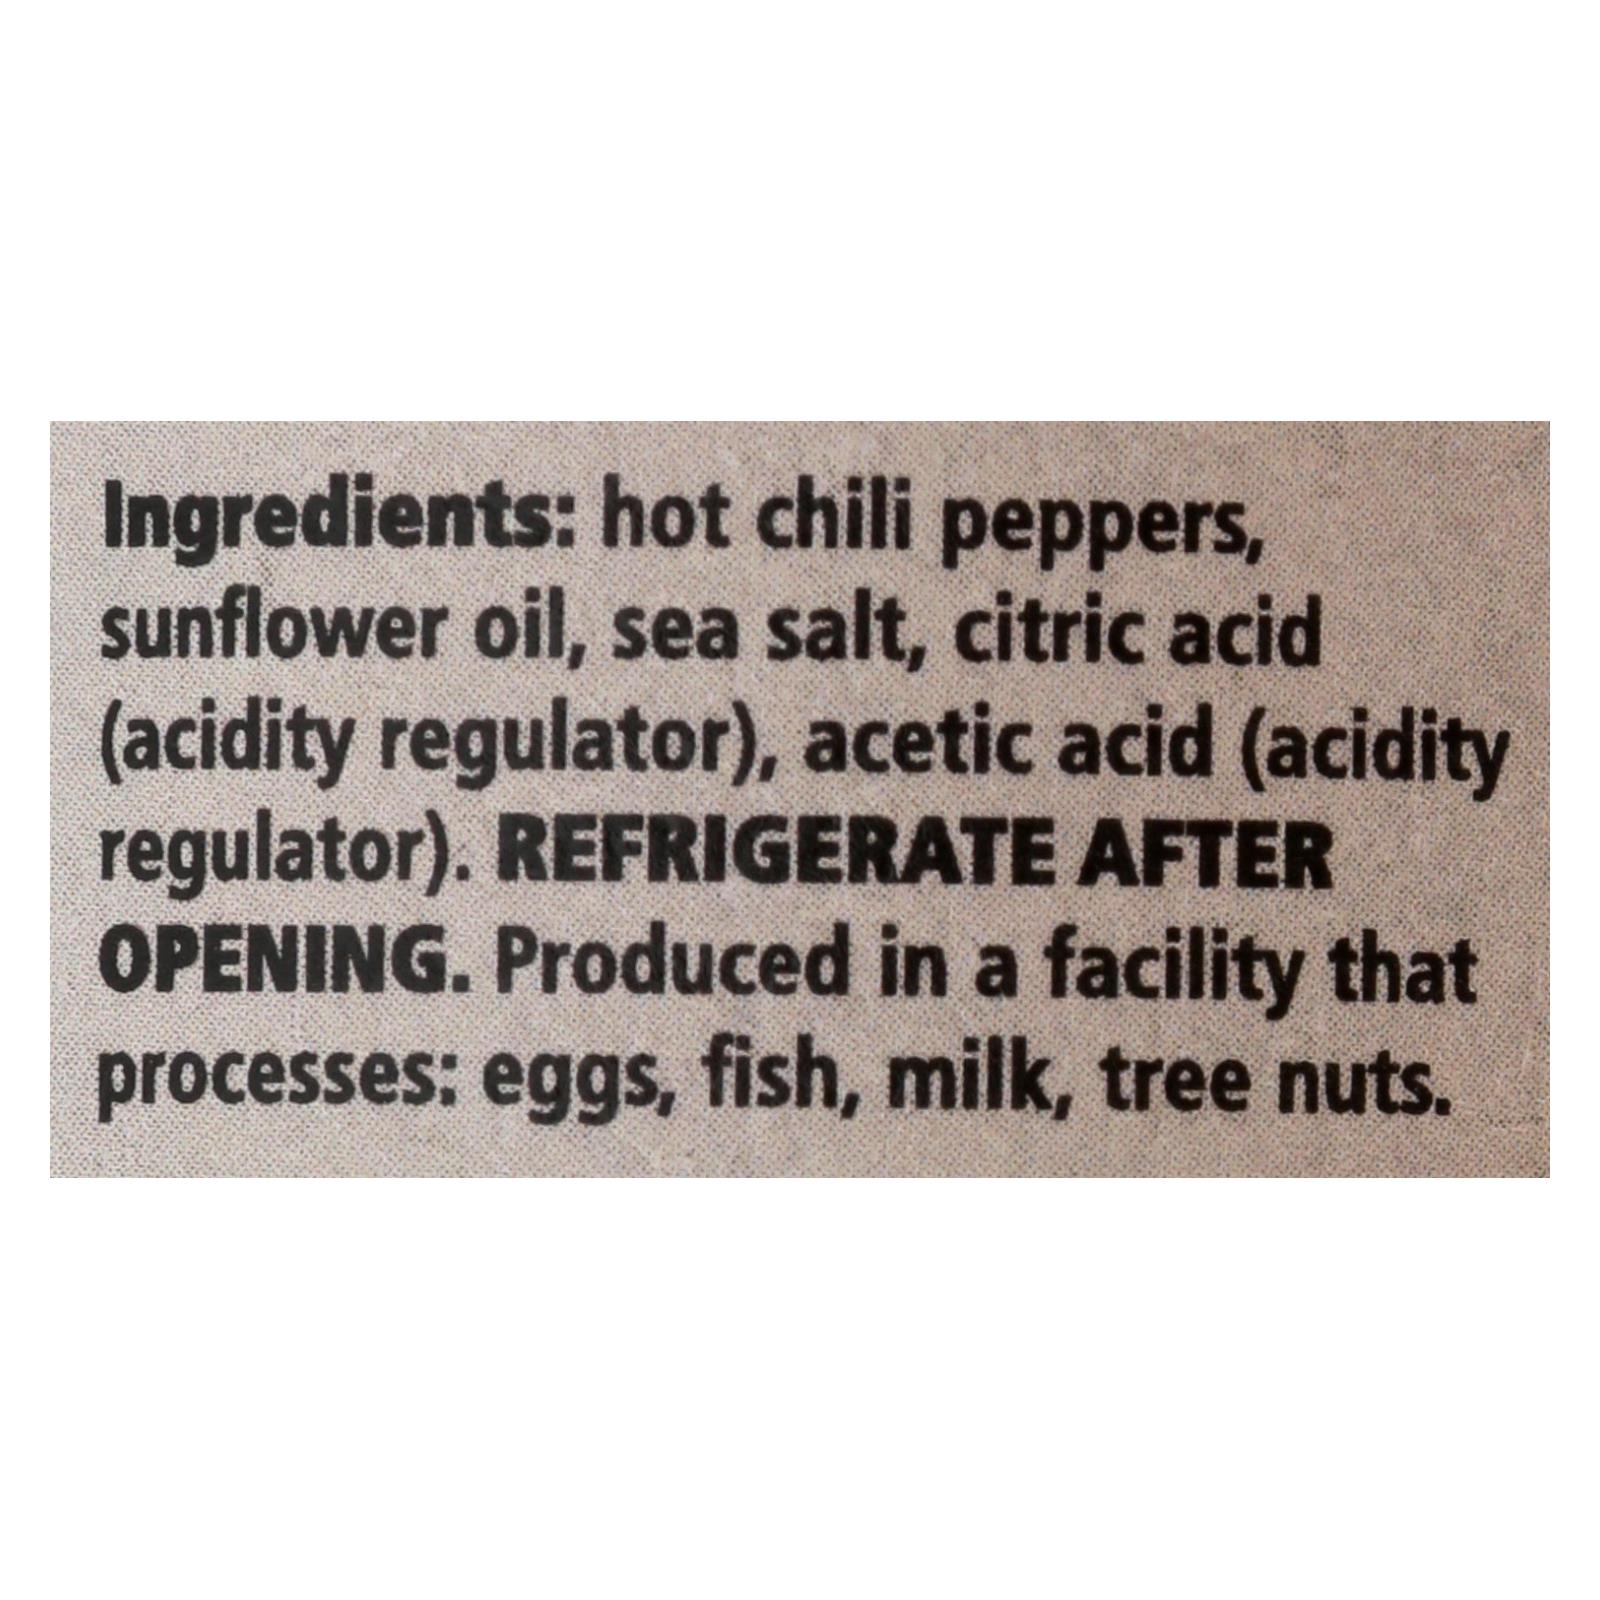 Ingredients: hot chili peppers,
sunflower oil, sea salt, citric acid
(acidity regulator), acetic acid (acidity
regulator). REFRIGERATE AFTER
OPENING. Produced in a facility that
processes: eggs, fish, milk, tree nuts.